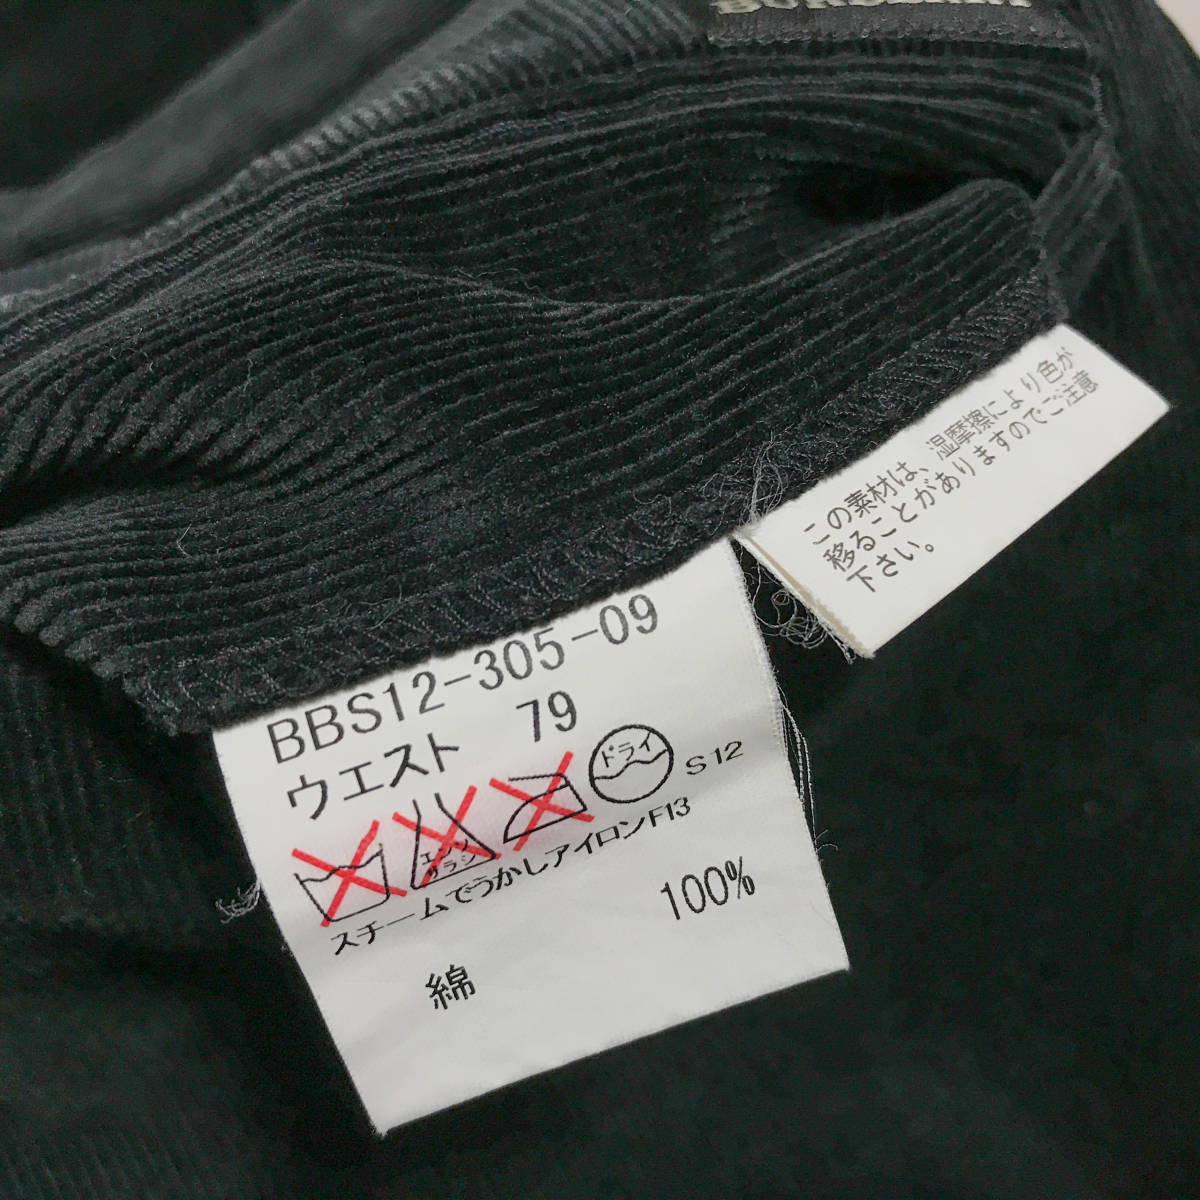 BBS12-305-09
ウエスト 79
エンソ
サラシ
ドライ
S12
スチームでうかしアイロンF13
綿 100%
この素材は、湿摩擦により色が
移ることがありますのでご注意
下さい。